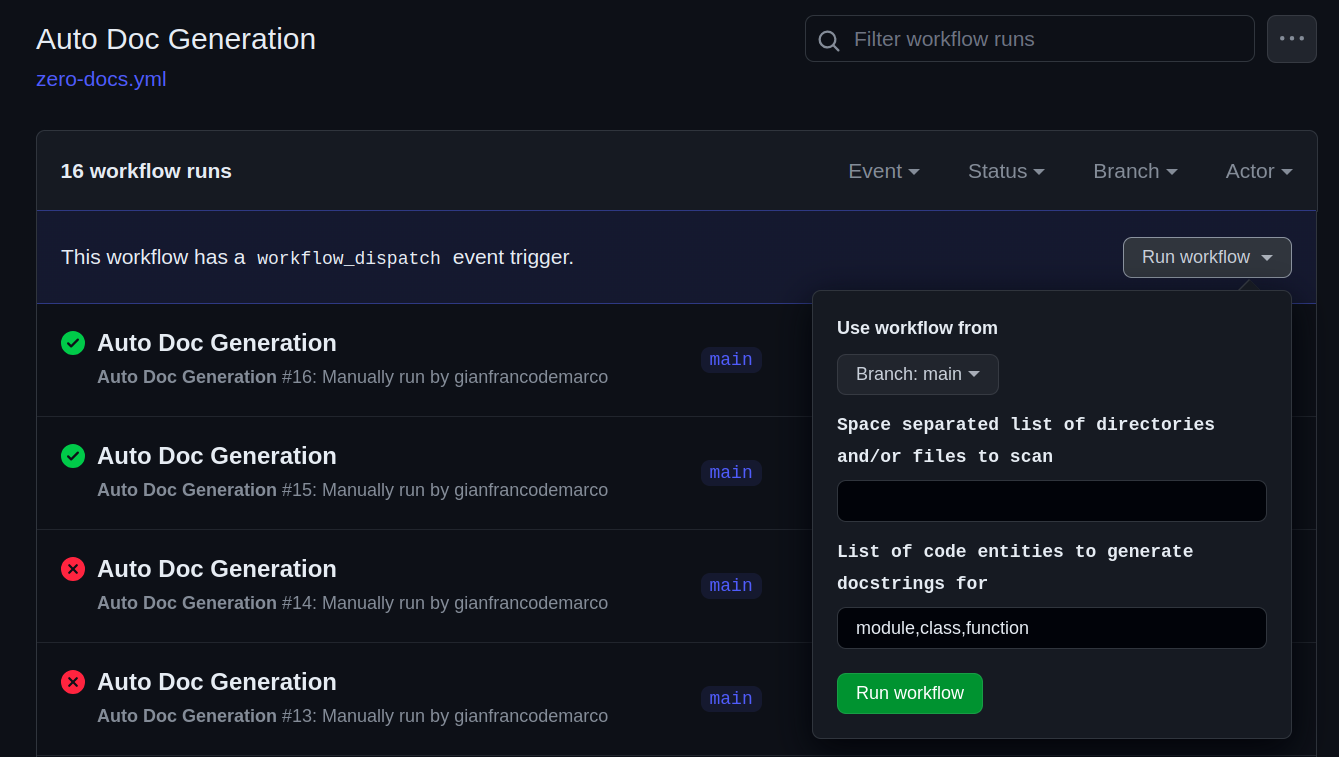 Auto Doc Generation
Filter workflow runs
zero-docs.yml
16 workflow runs
Event
Status
Branch
Actor
This workflow has a workflow_dispatch event trigger.
Run workflow
Auto Doc Generation
Auto Doc Generation #16: Manually run by gianfrancodemarco
main
Auto Doc Generation
Auto Doc Generation #15: Manually run by gianfrancodemarco
main
Auto Doc Generation
Auto Doc Generation #14: Manually run by gianfrancodemarco
main
Auto Doc Generation
Auto Doc Generation #13: Manually run by gianfrancodemarco
main
Use workflow from
Branch: main
Space separated list of directories
and/or files to scan
List of code entities to generate
docstrings for
module,class,function
Run workflow